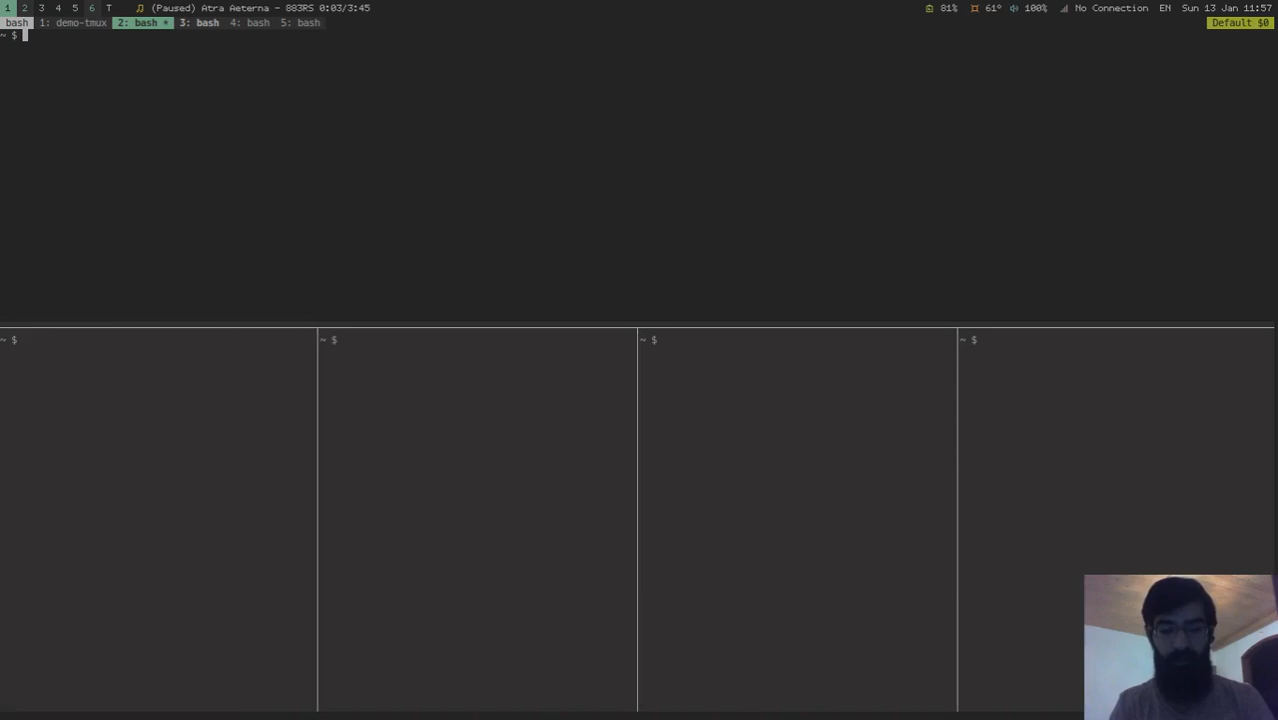 1 2 3 4 5 6 T ♫ (Paused) Atra Aeterna - 883RS 0:03/3:45 81% 61° 100% No Connection EN Sun 13 Jan 11:57
bash 1: demo-tmux 2: bash * 3: bash 4: bash 5: bash Default $0
~ $
~ $ ~ $ ~ $ ~ $